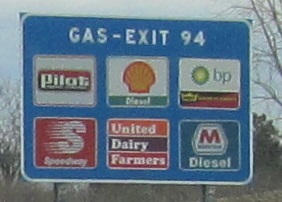 GAS-EXIT 94
Pilot
Diesel
bp
Speedway
United
Dairy
Farmers
M
Diesel